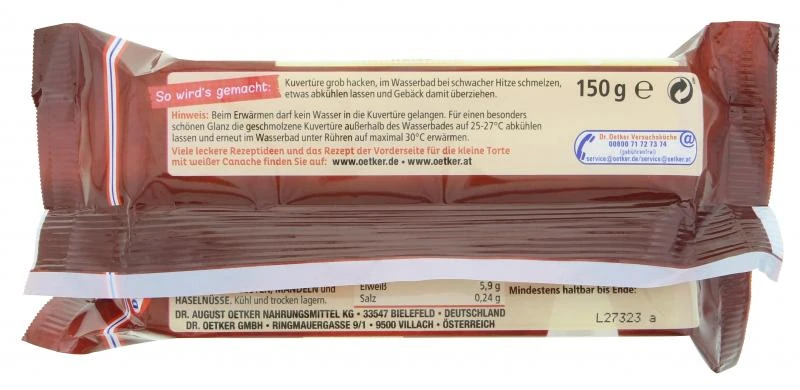 So wird's gemacht:
Kuvertüre grob hacken, im Wasserbad bei schwacher Hitze schmelzen,
etwas abkühlen lassen und Gebäck damit überziehen.
150 g ℮
Hinweis: Beim Erwärmen darf kein Wasser in die Kuvertüre gelangen. Für einen besonders
schönen Glanz die geschmolzene Kuvertüre außerhalb des Wasserbades auf 25-27°C abkühlen
lassen und erneut im Wasserbad unter Rühren auf maximal 30°C erwärmen.
Viele leckere Rezeptideen und das Rezept der Vorderseite für die kleine Torte
mit weißer Canache finden Sie auf: www.oetker.de • www.oetker.at
Dr. Oetker Versuchsküche @
00800 71 72 73 74
(gebührenfrei)
service@oetker.de/service@oetker.at
MANDELN und
HASELNÜSSE. Kühl und trocken lagern.
Eiweiß 5,9 g
Salz 0,24 g
Mindestens haltbar bis Ende:
DR. AUGUST OETKER NAHRUNGSMITTEL KG • 33547 BIELEFELD • DEUTSCHLAND
DR. OETKER GMBH • RINGMAUERGASSE 9/1 • 9500 VILLACH • ÖSTERREICH
L27323 a